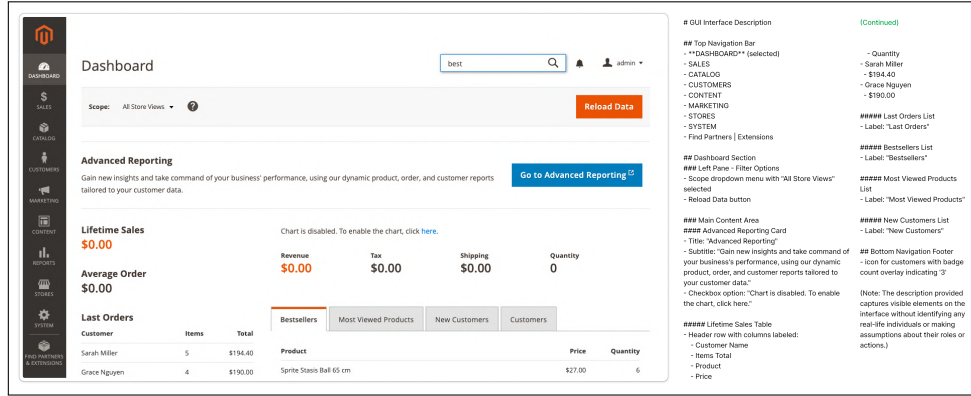 DASHBOARD
SALES
CATALOG
CUSTOMERS
MARKETING
CONTENT
REPORTS
STORES
SYSTEM
FIND PARTNERS
& EXTENSIONS
Dashboard
best
admin
Scope: All Store Views
Reload Data
Advanced Reporting
Gain new insights and take command of your business' performance, using our dynamic product, order, and customer reports
tailored to your customer data.
Go to Advanced Reporting
Lifetime Sales
$0.00
Average Order
$0.00
Chart is disabled. To enable the chart, click here.
Revenue Tax Shipping Quantity
$0.00 $0.00 $0.00 0
Last Orders
Customer Items Total
Sarah Miller 5 $194.40
Grace Nguyen 4 $190.00
Bestsellers Most Viewed Products New Customers Customers
Product Price Quantity
Sprite Stasis Ball 65 cm $27.00 6
# GUI Interface Description
## Top Navigation Bar
- **DASHBOARD** (selected)
- SALES
- CATALOG
- CUSTOMERS
- CONTENT
- MARKETING
- STORES
- SYSTEM
- Find Partners | Extensions
## Dashboard Section
### Left Pane - Filter Options
- Scope dropdown menu with "All Store Views"
selected
- Reload Data button
### Main Content Area
#### Advanced Reporting Card
- Title: "Advanced Reporting"
- Subtitle: "Gain new insights and take command of
your business's performance, using our dynamic
product, order, and customer reports tailored to
your customer data."
- Checkbox option: "Chart is disabled. To enable
the chart, click here."
##### Lifetime Sales Table
- Header row with columns labeled:
- Customer Name
- Items Total
- Product
- Price
(Continued)
- Quantity
- Sarah Miller
- $194.40
- Grace Nguyen
- $190.00
##### Last Orders List
- Label: "Last Orders"
##### Bestsellers List
- Label: "Bestsellers"
##### Most Viewed Products
List
- Label: "Most Viewed Products"
##### New Customers List
- Label: "New Customers"
## Bottom Navigation Footer
- icon for customers with badge
count overlay indicating '3'
(Note: The description provided
captures visible elements on the
interface without identifying any
real-life individuals or making
assumptions about their roles or
actions.)